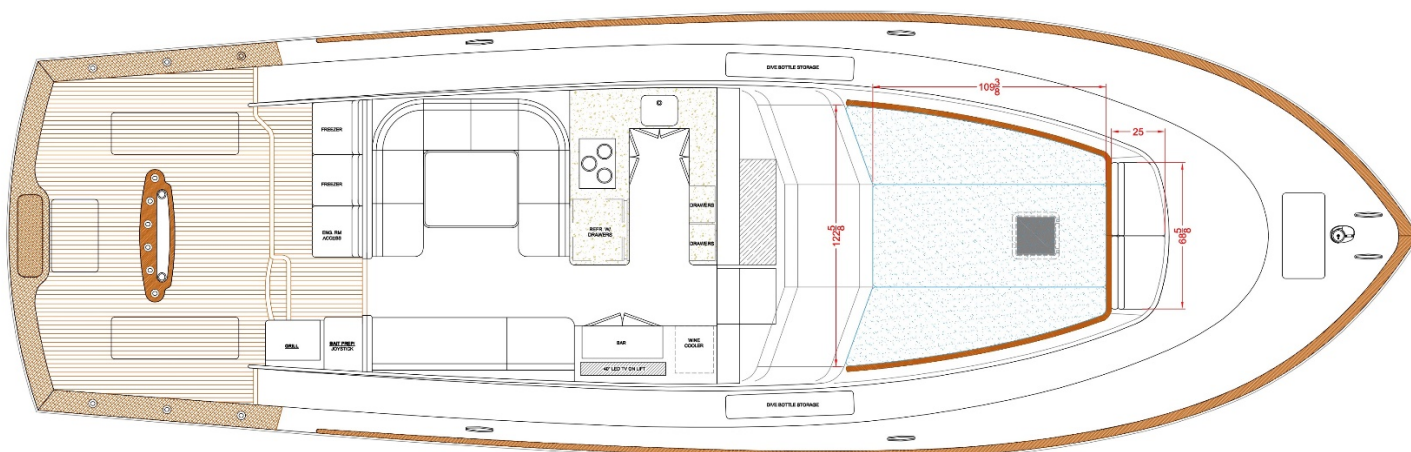 DIVE BOTTLE STORAGE
109 3/8
25
FREEZER
FREEZER
ENG. RM
ACCESS
REFR. W/
DRAWERS
DRAWERS
DRAWERS
122 5/8
68 5/8
GRILL
BAIT PREP/
JOYSTICK
BAR
WINE
COOLER
40" LED TV ON LIFT
DIVE BOTTLE STORAGE